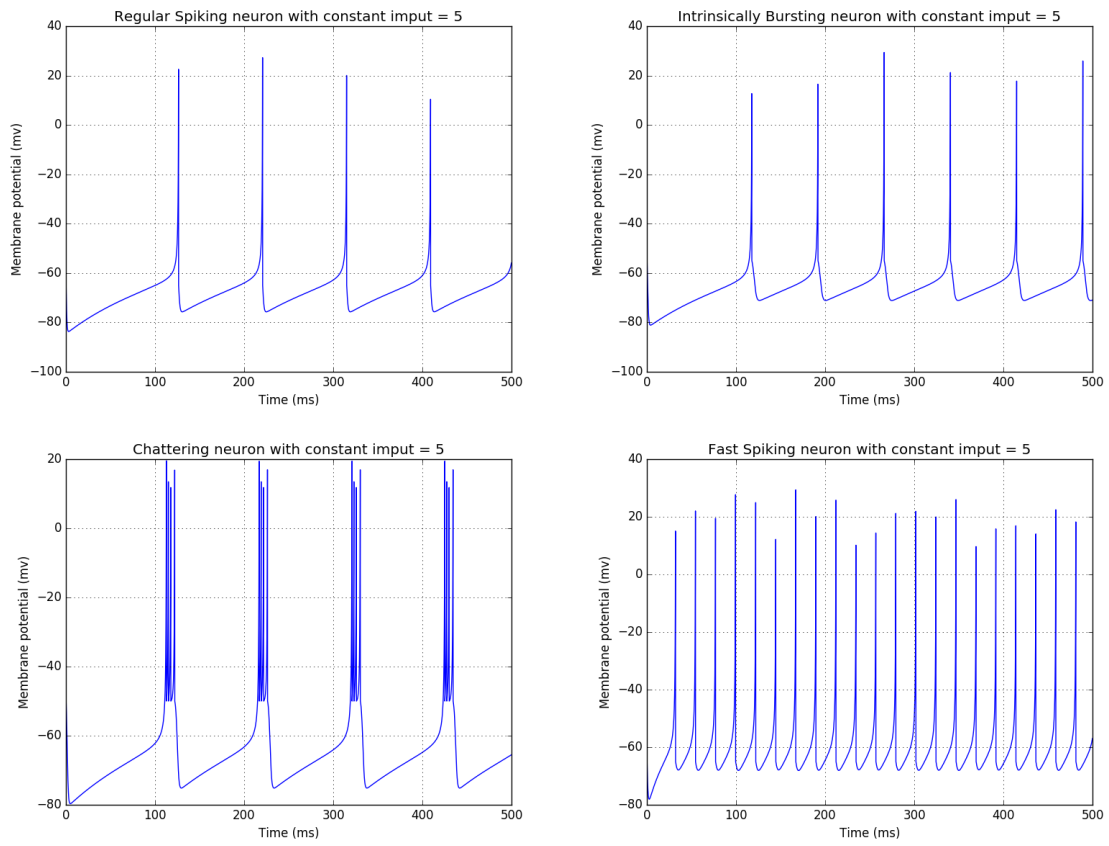 Regular Spiking neuron with constant imput = 5
40
20
0
−20
−40
−60
−80
−100
Membrane potential (mv)
0 100 200 300 400 500
Time (ms)
Intrinsically Bursting neuron with constant imput = 5
40
20
0
−20
−40
−60
−80
−100
Membrane potential (mv)
0 100 200 300 400 500
Time (ms)
Chattering neuron with constant imput = 5
20
0
−20
−40
−60
−80
Membrane potential (mv)
0 100 200 300 400 500
Time (ms)
Fast Spiking neuron with constant imput = 5
40
20
0
−20
−40
−60
−80
Membrane potential (mv)
0 100 200 300 400 500
Time (ms)